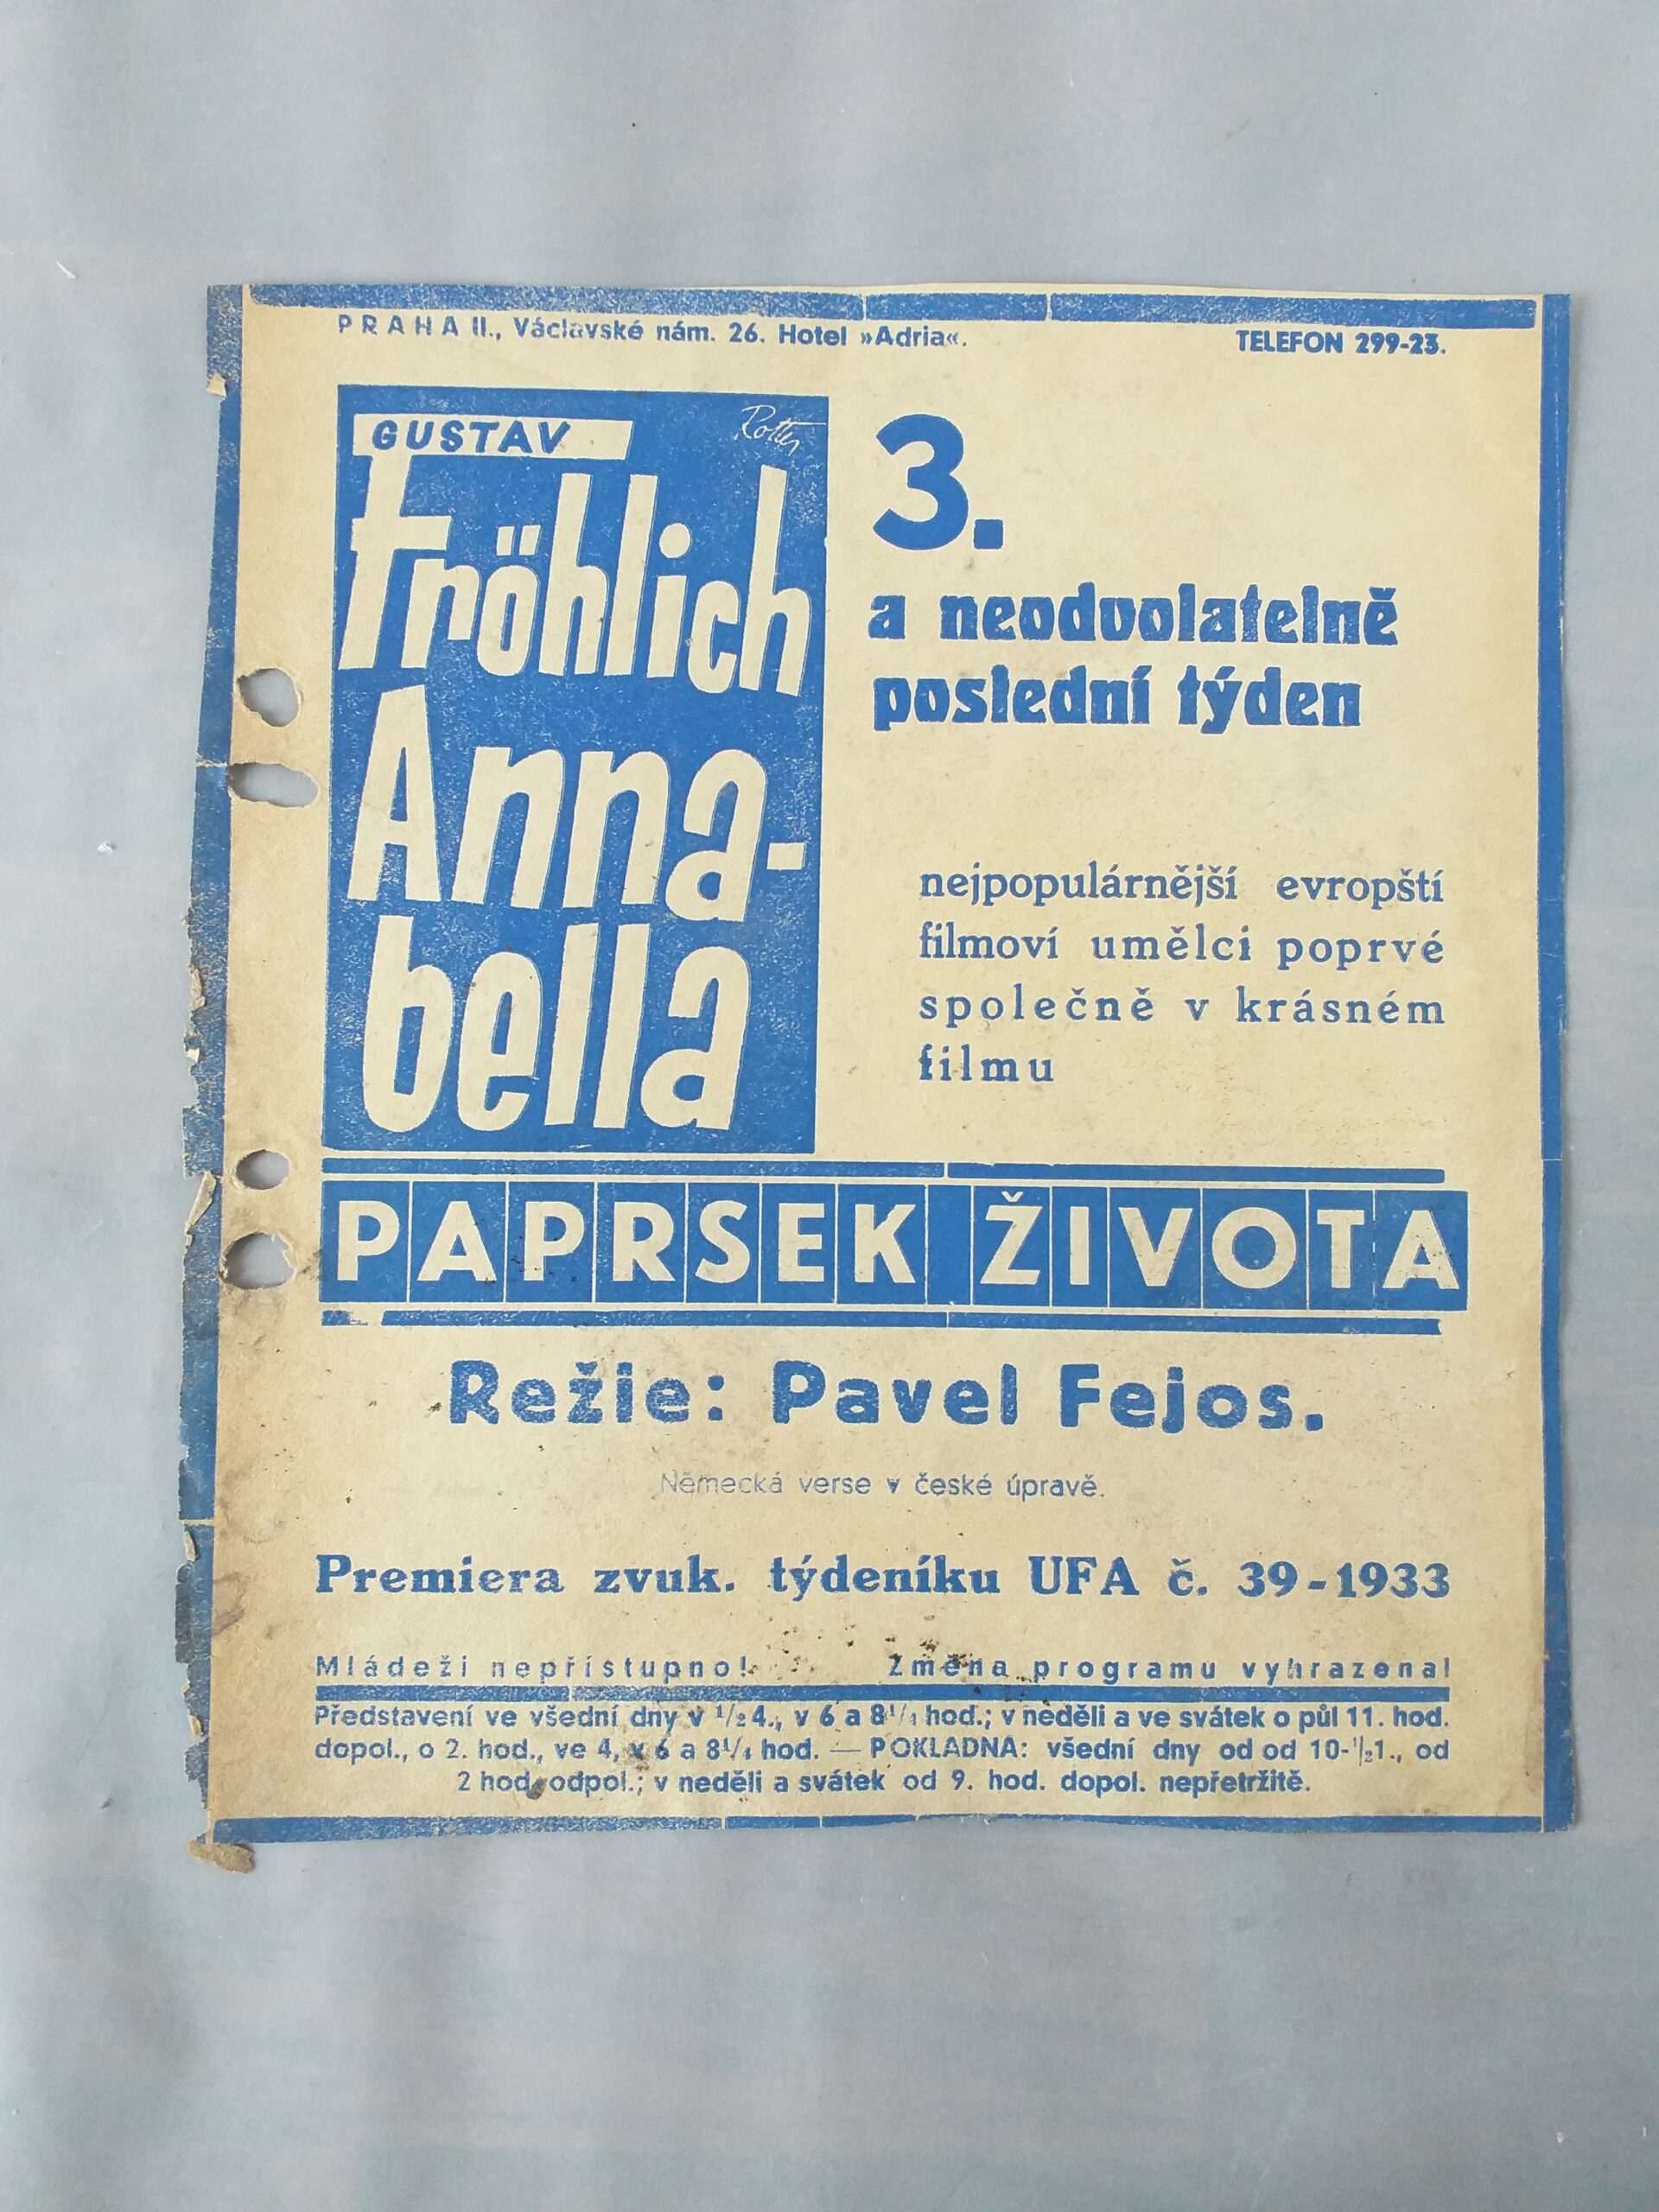 PRAHA II., Václavské nám. 26. Hotel »Adria«. TELEFON 299-23.
GUSTAV
Rotter
Fröhlich
Anna-
bella
3.
a neodvolatelně
poslední týden
nejpopulárnější evropští
filmoví umělci poprvé
společně v krásném
filmu
PAPRSEK ŽIVOTA
Režie: Pavel Fejos.
Německá verse v české úpravě.
Premiera zvuk. týdeníku UFA č. 39-1933
Mládeži nepřístupno! Změna programu vyhrazena!
Představení ve všední dny v 1/2 4., v 6 a 8 1/4 hod.; v neděli a ve svátek o půl 11. hod.
dopol., o 2. hod., ve 4, v 6 a 8 1/4 hod. — POKLADNA: všední dny od od 10-1/2 1., od
2 hod. odpol.; v neděli a svátek od 9. hod. dopol. nepřetržitě.